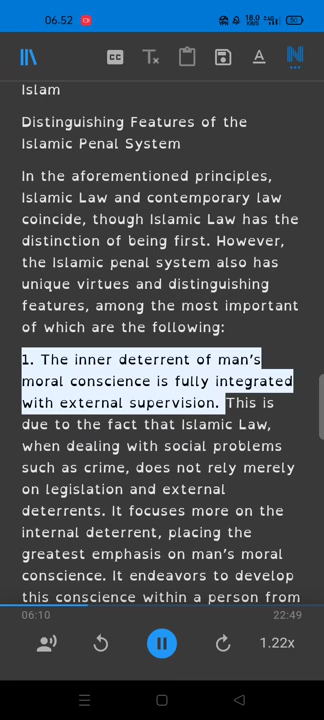 06.52
18.0
KB/s
50
CC
A
Islam
Distinguishing Features of the
Islamic Penal System
In the aforementioned principles,
Islamic Law and contemporary law
coincide, though Islamic Law has the
distinction of being first. However,
the Islamic penal system also has
unique virtues and distinguishing
features, among the most important
of which are the following:
1. The inner deterrent of man's
moral conscience is fully integrated
with external supervision. This is
due to the fact that Islamic Law,
when dealing with social problems
such as crime, does not rely merely
on legislation and external
deterrents. It focuses more on the
internal deterrent, placing the
greatest emphasis on man's moral
conscience. It endeavors to develop
this conscience within a person from
06:10
22:49
1.22x